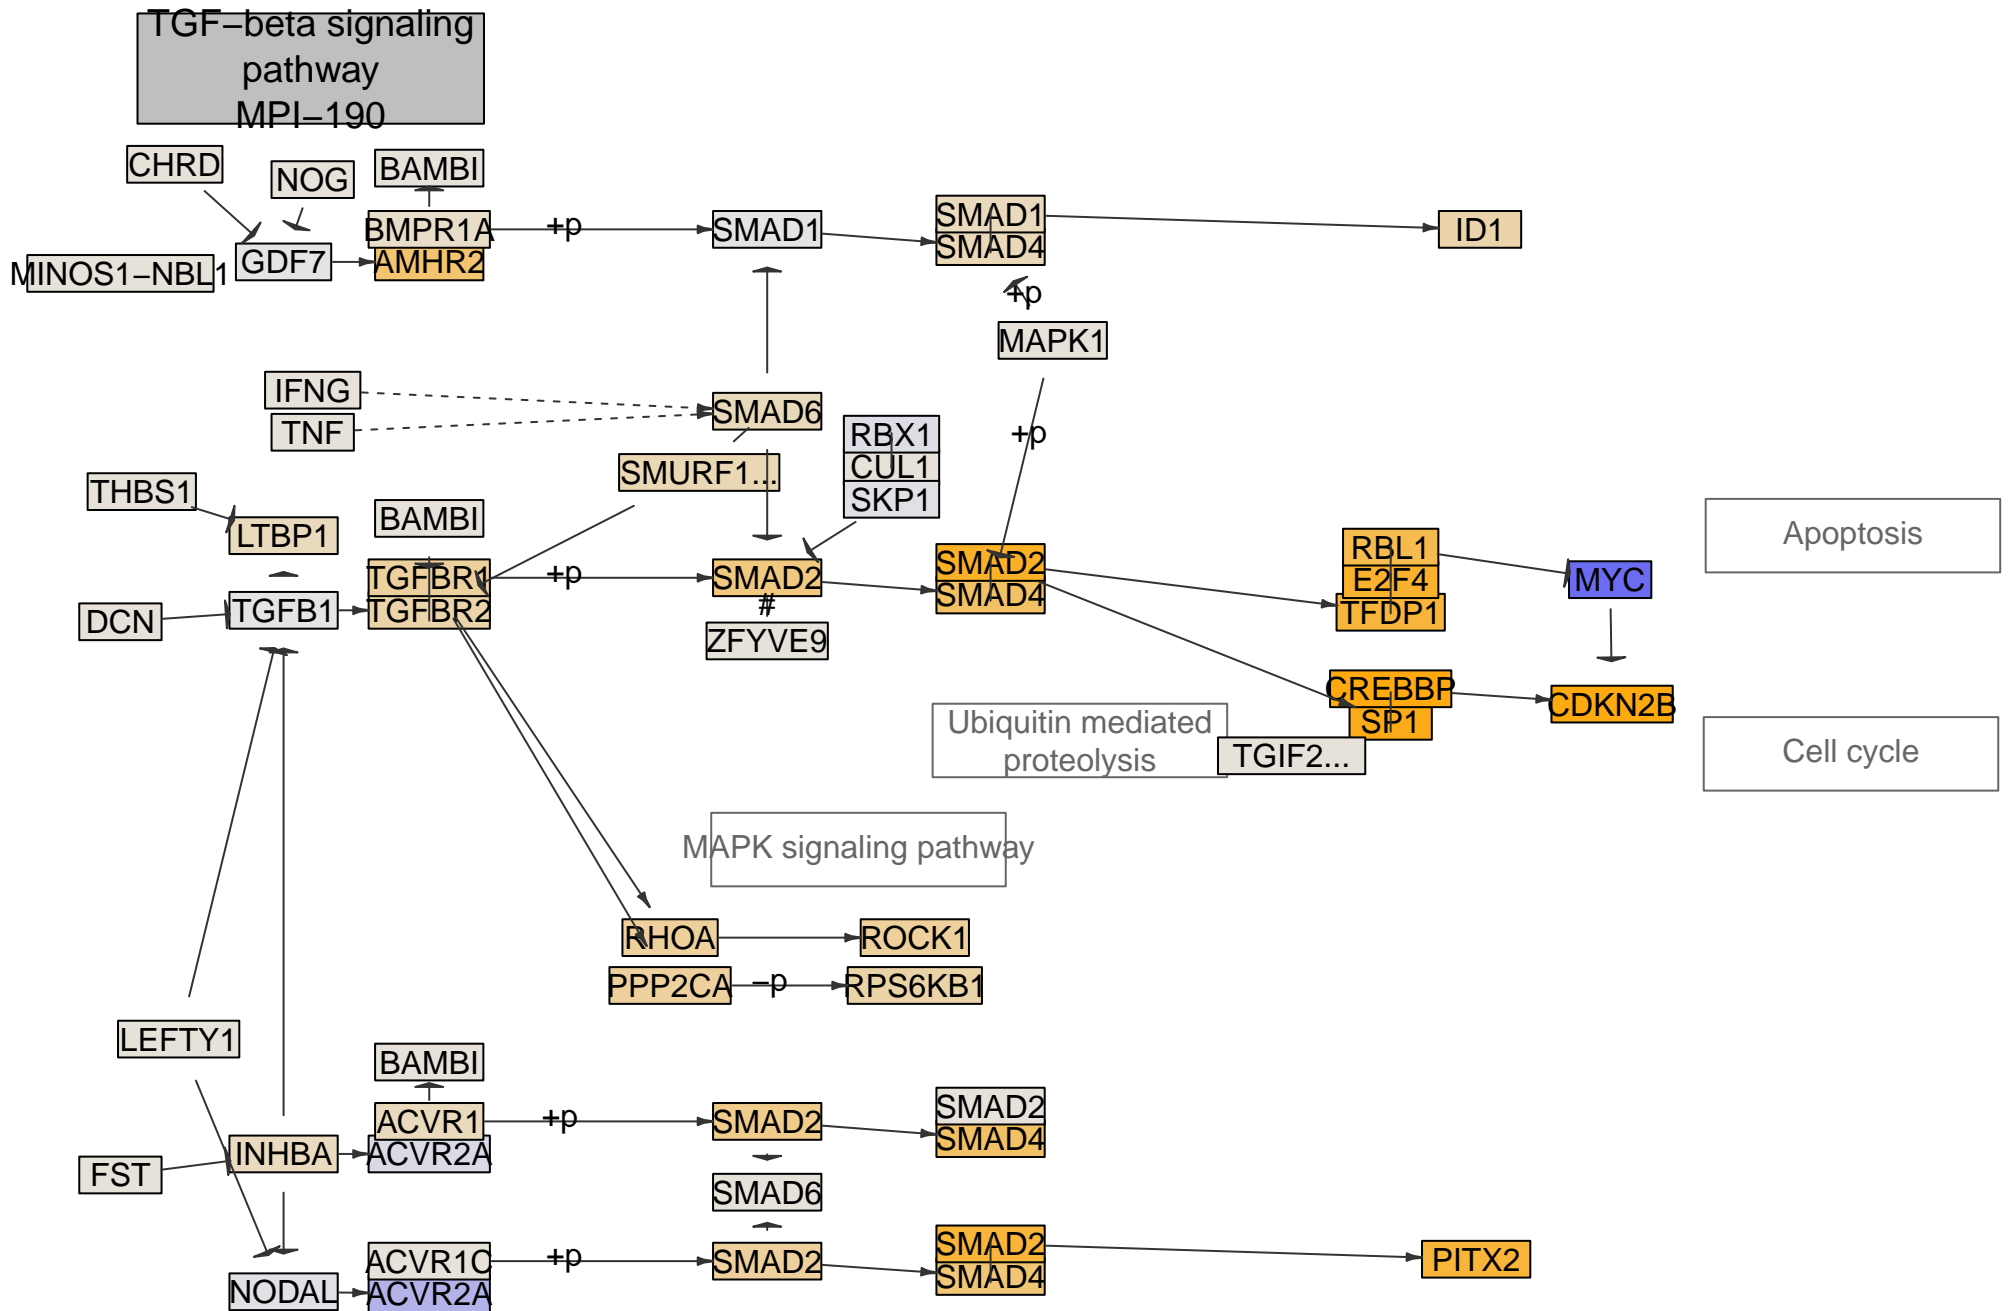 TGF−beta signaling
pathway
MPI−190
CHRD
NOG
BAMBI
BMPR1A
+p
SMAD1
SMAD1
SMAD4
ID1
MINOS1−NBL1
GDF7
AMHR2
+p
MAPK1
IFNG
TNF
SMAD6
RBX1
CUL1
SKP1
+p
SMURF1...
THBS1
LTBP1
BAMBI
TGFBR1
TGFBR2
+p
SMAD2
#
ZFYVE9
SMAD2
SMAD4
RBL1
E2F4
TFDP1
MYC
Apoptosis
DCN
TGFB1
CREBBP
SP1
CDKN2B
Ubiquitin mediated
proteolysis
TGIF2...
Cell cycle
MAPK signaling pathway
RHOA
ROCK1
PPP2CA
−p
RPS6KB1
LEFTY1
BAMBI
ACVR1
ACVR2A
+p
SMAD2
SMAD2
SMAD4
INHBA
FST
SMAD6
ACVR1C
ACVR2A
+p
SMAD2
SMAD2
SMAD4
PITX2
NODAL